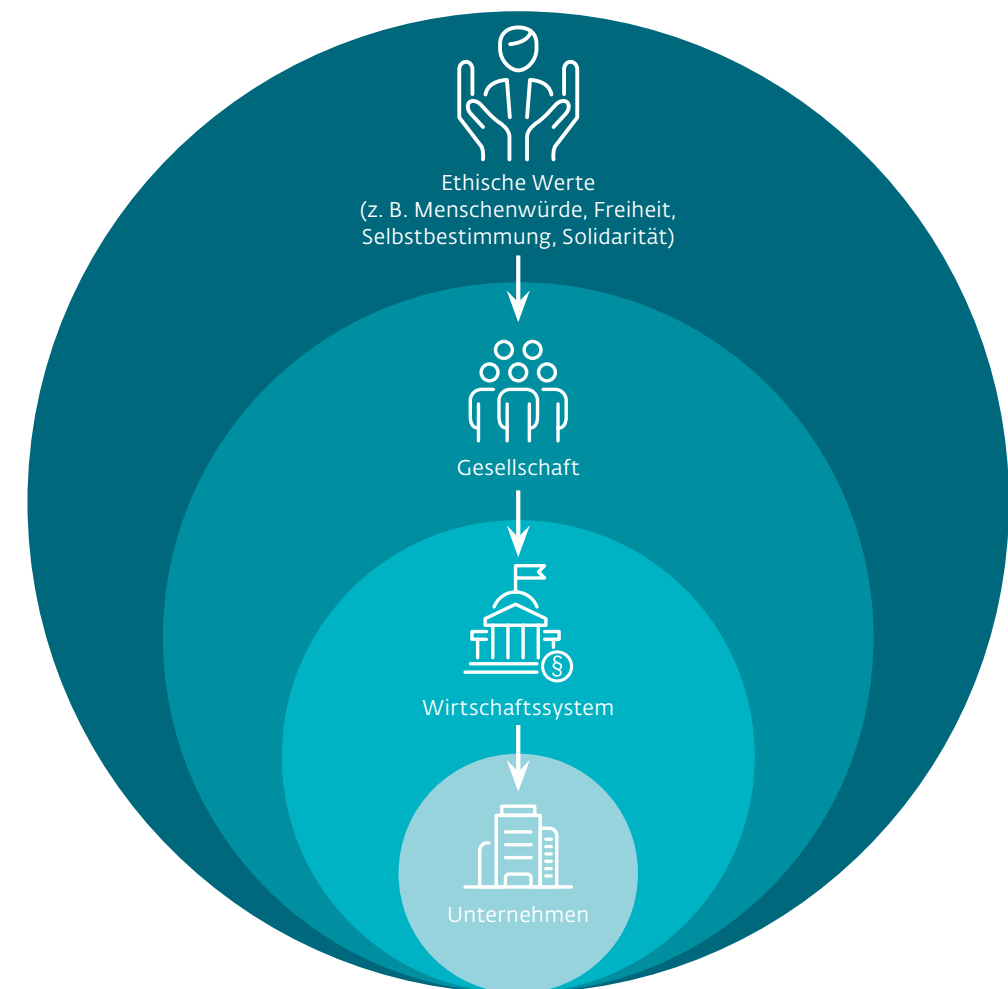 Ethische Werte
(z. B. Menschenwürde, Freiheit,
Selbstbestimmung, Solidarität)
Gesellschaft
§
Wirtschaftssystem
Unternehmen